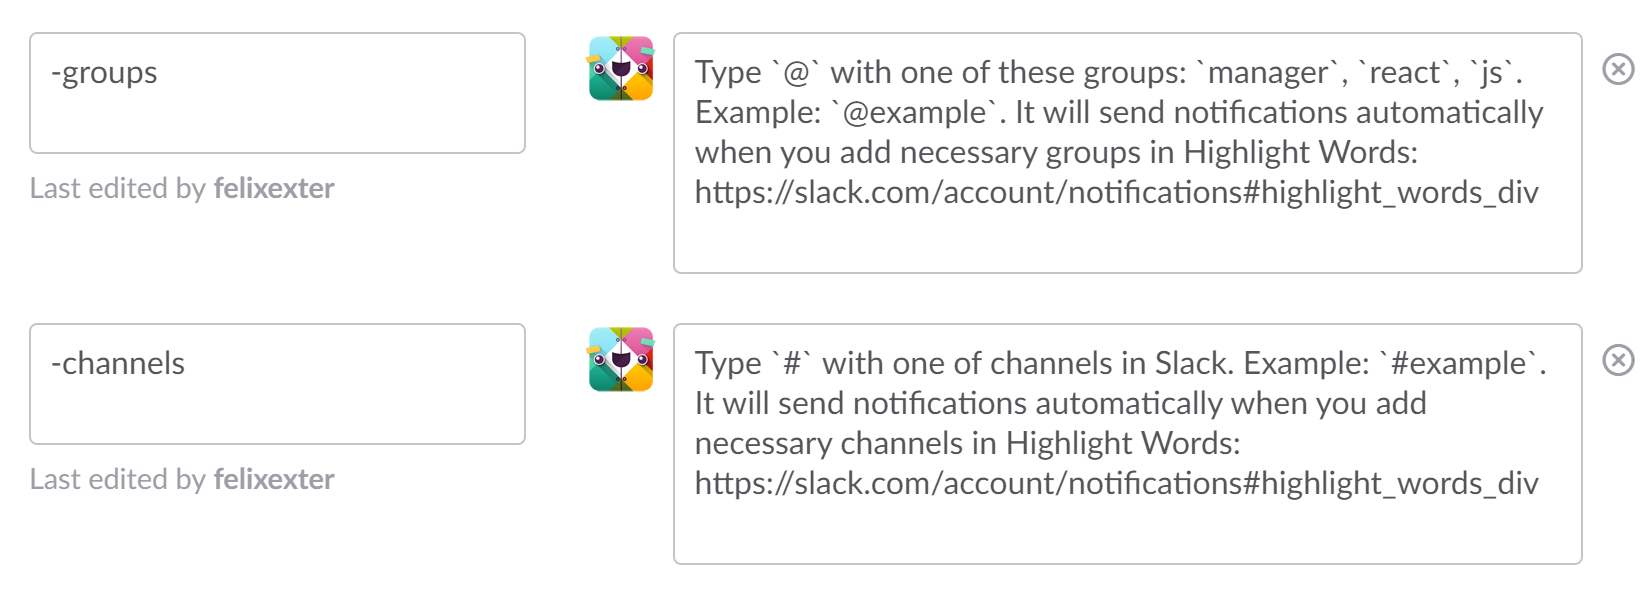 -groups
Last edited by felixexter
Type `@` with one of these groups: `manager`, `react`, `js`.
Example: `@example`. It will send notifications automatically
when you add necessary groups in Highlight Words:
https://slack.com/account/notifications#highlight_words_div
-channels
Last edited by felixexter
Type `#` with one of channels in Slack. Example: `#example`.
It will send notifications automatically when you add
necessary channels in Highlight Words:
https://slack.com/account/notifications#highlight_words_div